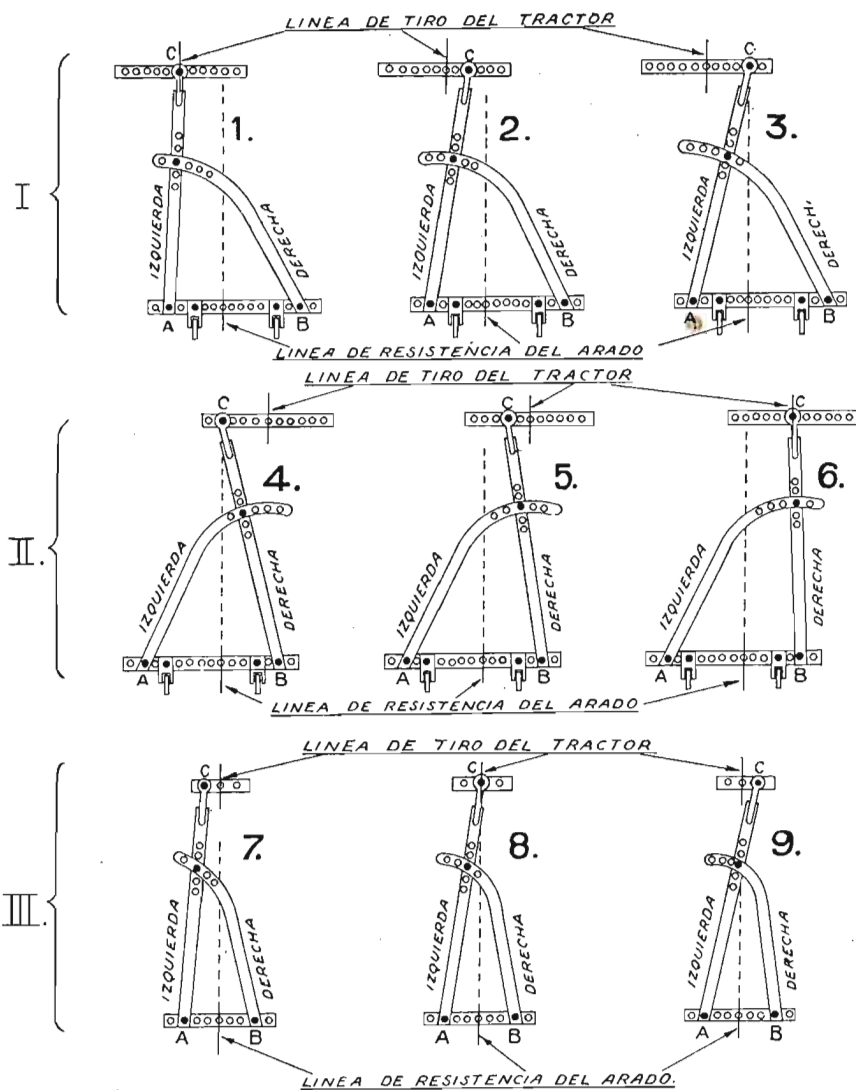 LINEA DE TIRO DEL TRACTOR
C C C
1. 2. 3.
I
IZQUIERDA DERECHA IZQUIERDA DERECHA IZQUIERDA DERECH,
A B A B A B
LINEA DE RESISTENCIA DEL ARADO
LINEA DE TIRO DEL TRACTOR
C C C
4. 5. 6.
II.
IZQUIERDA DERECHA IZQUIERDA DERECHA IZQUIERDA DERECHA
A B A B A B
LINEA DE RESISTENCIA DEL ARADO
LINEA DE TIRO DEL TRACTOR
C C C
7. 8. 9.
III.
IZQUIERDA DERECHA IZQUIERDA DERECHA IZQUIERDA DERECHA
A B A B A B
LINEA DE RESISTENCIA DEL ARADO.